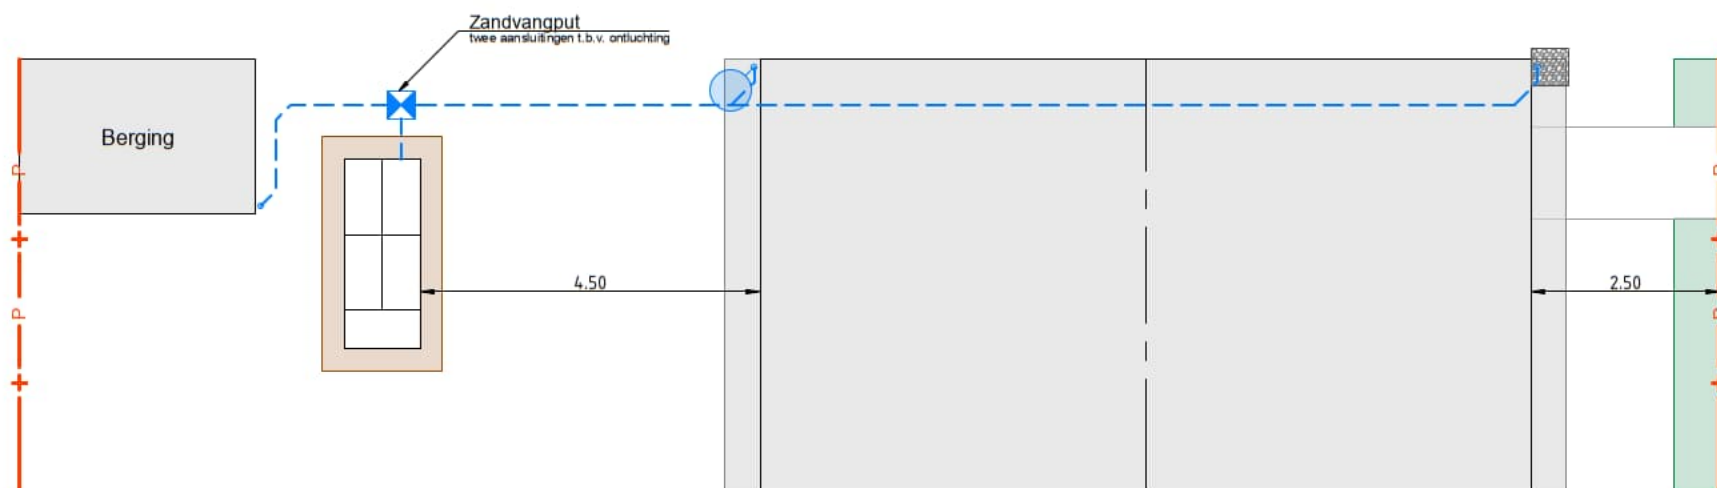 Zandvangput
twee aansluitingen t.b.v. ontluchting
Berging
P
P
4.50
2.50
P
P